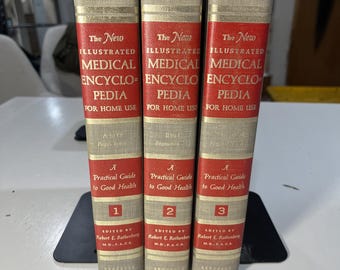 The New
ILLUSTRATED
MEDICAL
ENCYCLO-
PEDIA
FOR HOME USE
A
Practical Guide
to Good Health
1
EDITED BY
Robert E. Rothenberg
M.D., F.A.C.S.
The New
ILLUSTRATED
MEDICAL
ENCYCLO-
PEDIA
FOR HOME USE
A
Practical Guide
to Good Health
2
EDITED BY
Robert E. Rothenberg
M.D., F.A.C.S.
The New
ILLUSTRATED
MEDICAL
ENCYCLO-
PEDIA
FOR HOME USE
A
Practical Guide
to Good Health
3
EDITED BY
Robert E. Rothenberg
M.D., F.A.C.S.